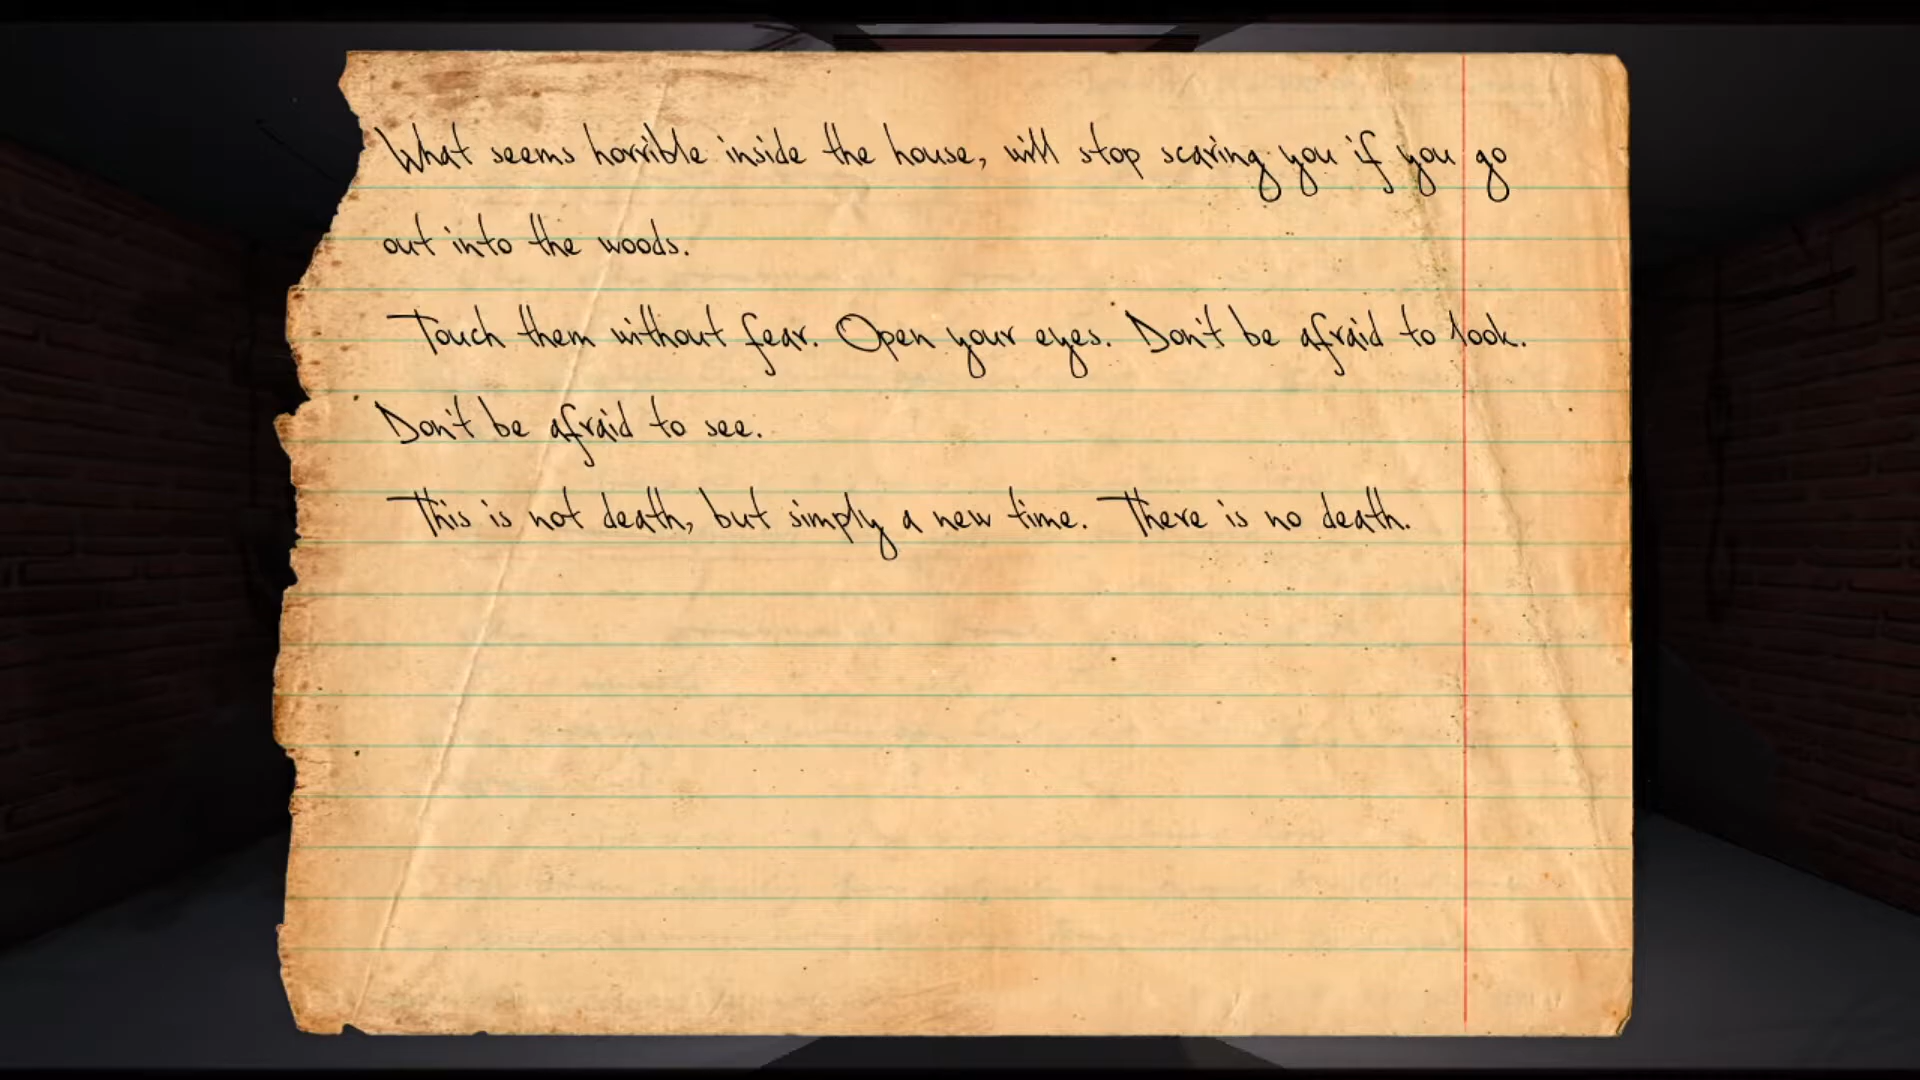 What seems horrible inside the house, will stop scaring you if you go
out into the woods.
Touch them without fear. Open your eyes. Don't be afraid to look.
Don't be afraid to see.
This is not death, but simply a new time. There is no death.